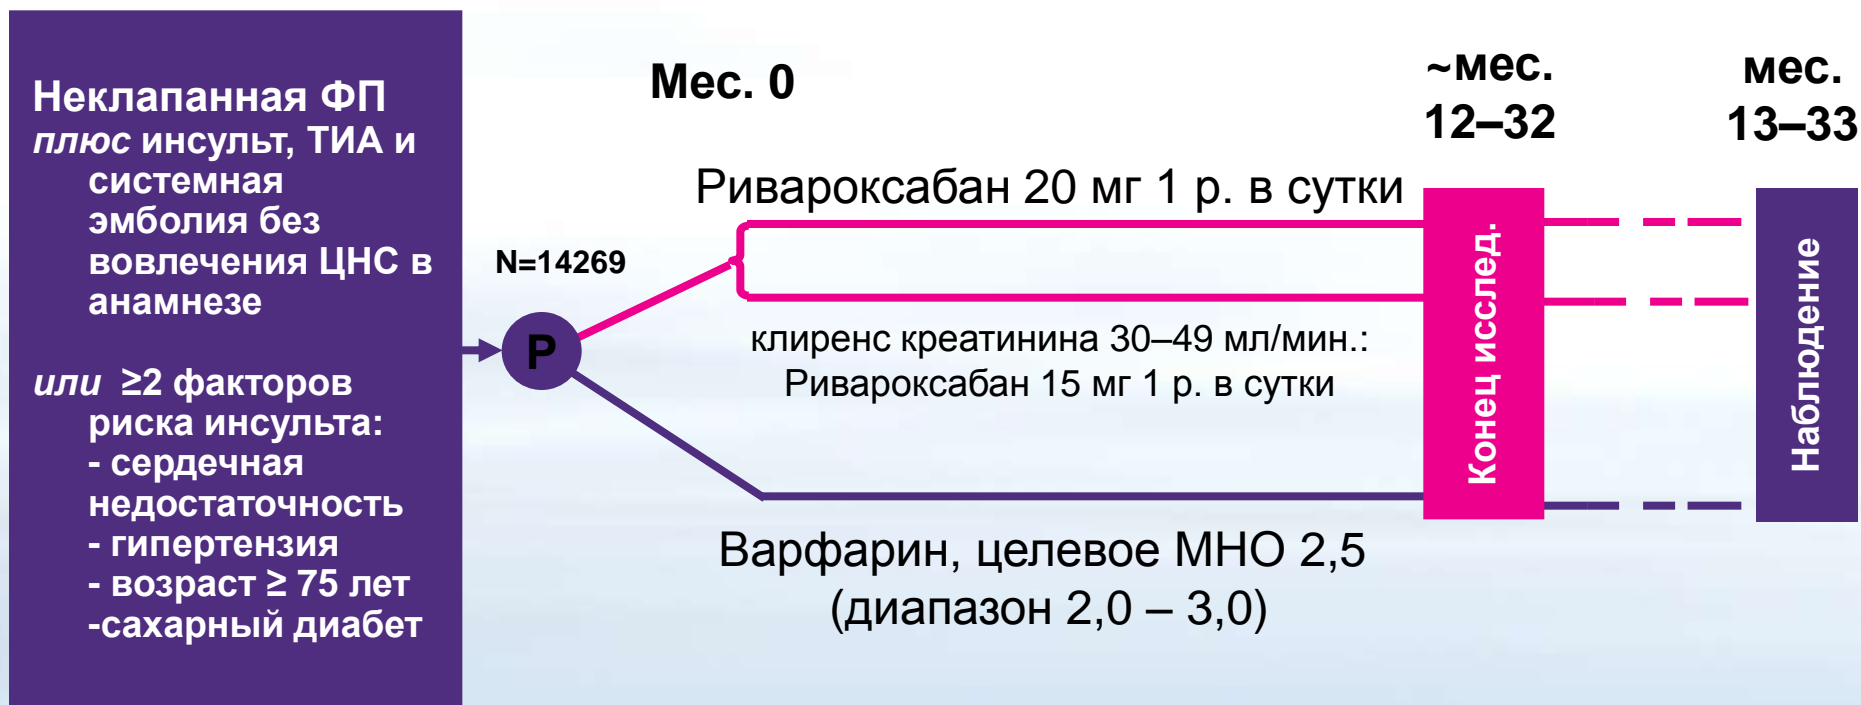 Неклапанная ФП
плюс инсульт, ТИА и
системная
эмболия без
вовлечения ЦНС в
анамнезе
или ≥2 факторов
риска инсульта:
- сердечная
недостаточность
- гипертензия
- возраст ≥ 75 лет
-сахарный диабет
N=14269
Р
Мес. 0
Ривароксабан 20 мг 1 р. в сутки
клиренс креатинина 30–49 мл/мин.:
Ривароксабан 15 мг 1 р. в сутки
Варфарин, целевое МНО 2,5
(диапазон 2,0 – 3,0)
~мес.
12–32
Конец исслед.
мес.
13–33
Наблюдение